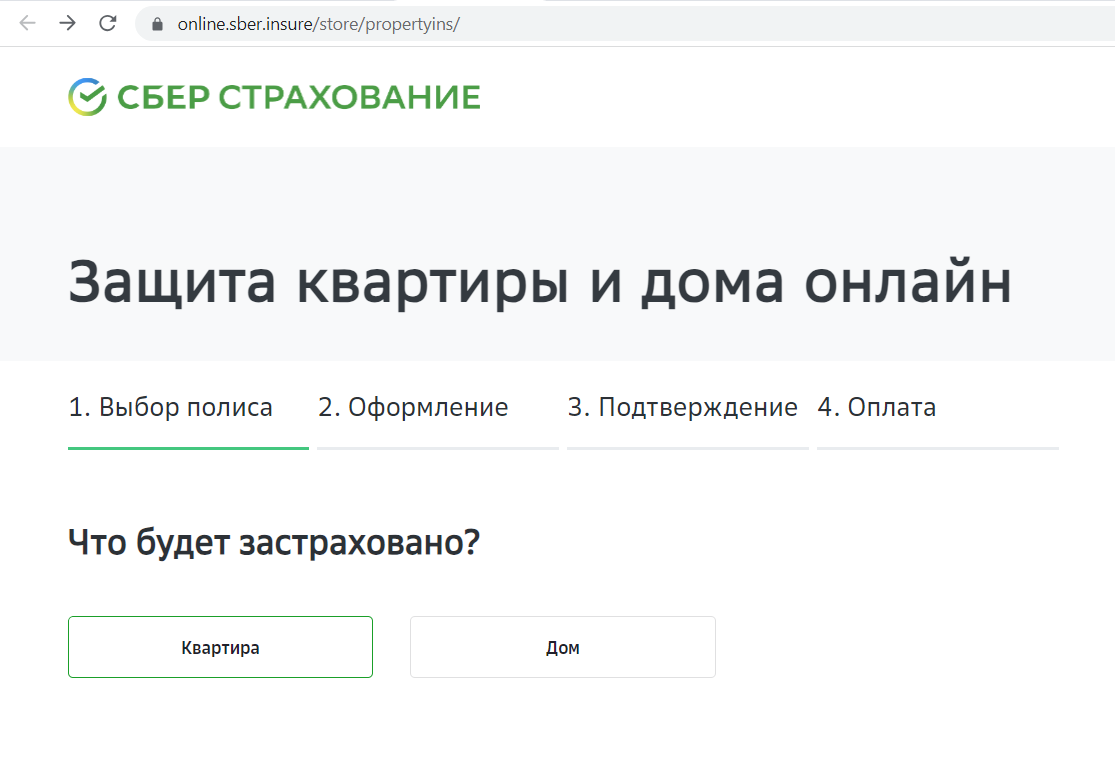 online.sber.insure/store/propertyins/
СБЕР СТРАХОВАНИЕ
Защита квартиры и дома онлайн
1. Выбор полиса 2. Оформление 3. Подтверждение 4. Оплата
Что будет застраховано?
Квартира Дом